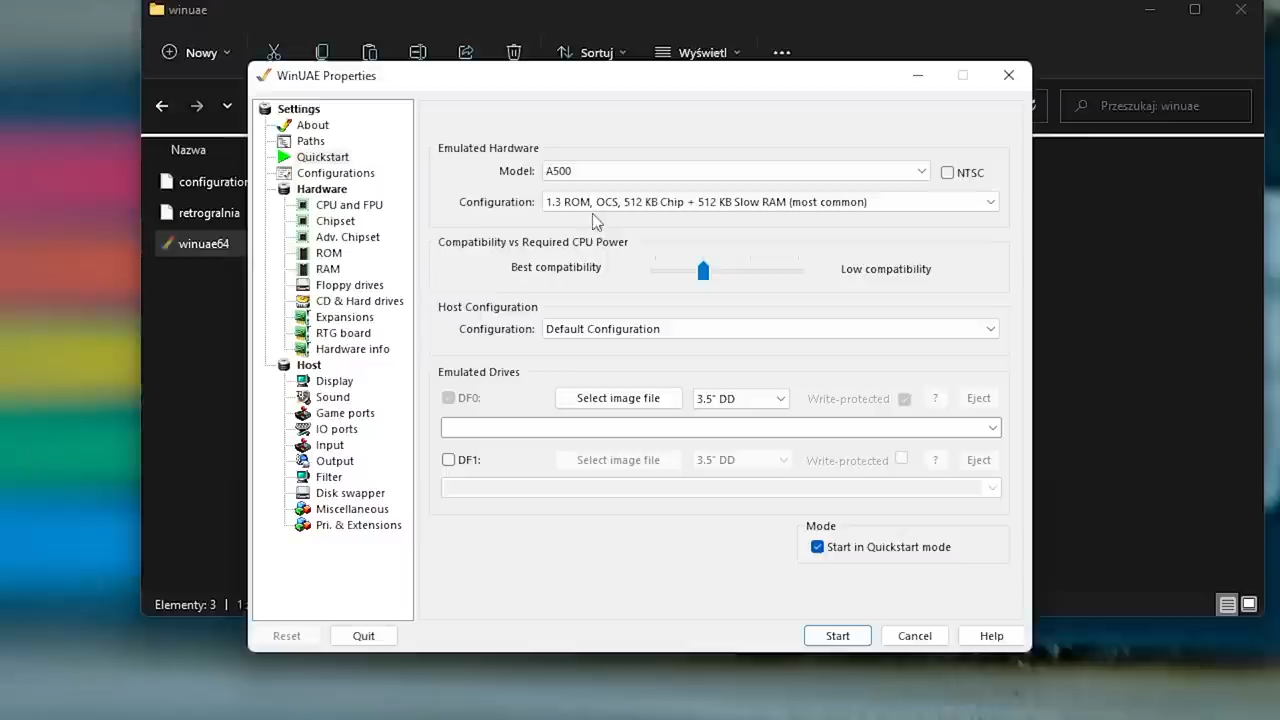 winuae
Nowy
Sortuj
Wyświetl
Przeszukaj: winuae
Nazwa
configuration
retrogralnia
winuae64
Elementy: 3
WinUAE Properties
Settings
About
Paths
Quickstart
Configurations
Hardware
CPU and FPU
Chipset
Adv. Chipset
ROM
RAM
Floppy drives
CD & Hard drives
Expansions
RTG board
Hardware info
Host
Display
Sound
Game ports
IO ports
Input
Output
Filter
Disk swapper
Miscellaneous
Pri. & Extensions
Emulated Hardware
Model: A500 NTSC
Configuration: 1.3 ROM, OCS, 512 KB Chip + 512 KB Slow RAM (most common)
Compatibility vs Required CPU Power
Best compatibility Low compatibility
Host Configuration
Configuration: Default Configuration
Emulated Drives
DF0: Select image file 3.5" DD Write-protected ? Eject
DF1: Select image file 3.5" DD Write-protected ? Eject
Mode
Start in Quickstart mode
Reset Quit Start Cancel Help